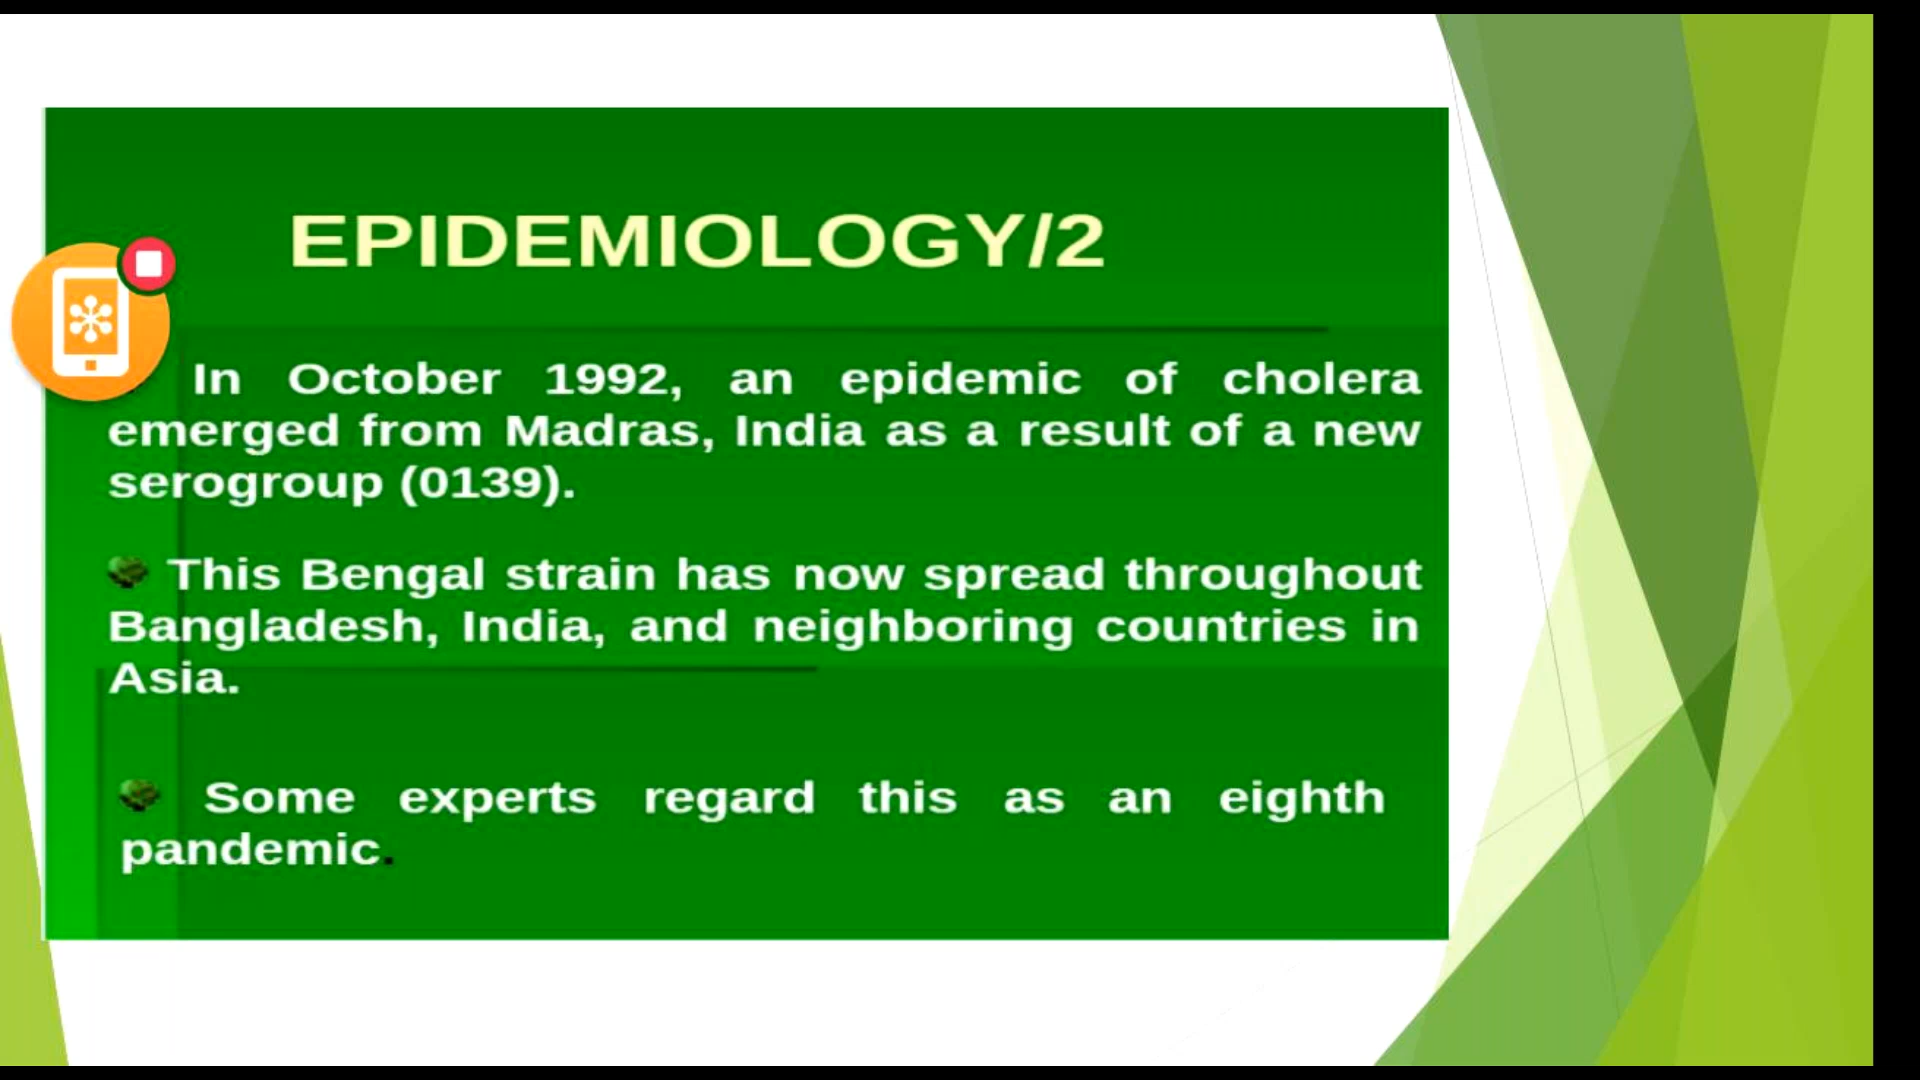 EPIDEMIOLOGY/2
In October 1992, an epidemic of cholera
emerged from Madras, India as a result of a new
serogroup (0139).
This Bengal strain has now spread throughout
Bangladesh, India, and neighboring countries in
Asia.
Some experts regard this as an eighth
pandemic.